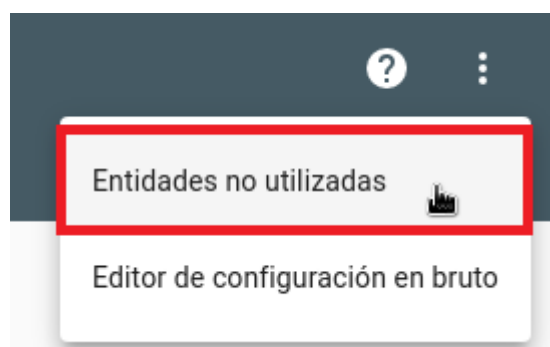 ?
Entidades no utilizadas
Editor de configuración en bruto